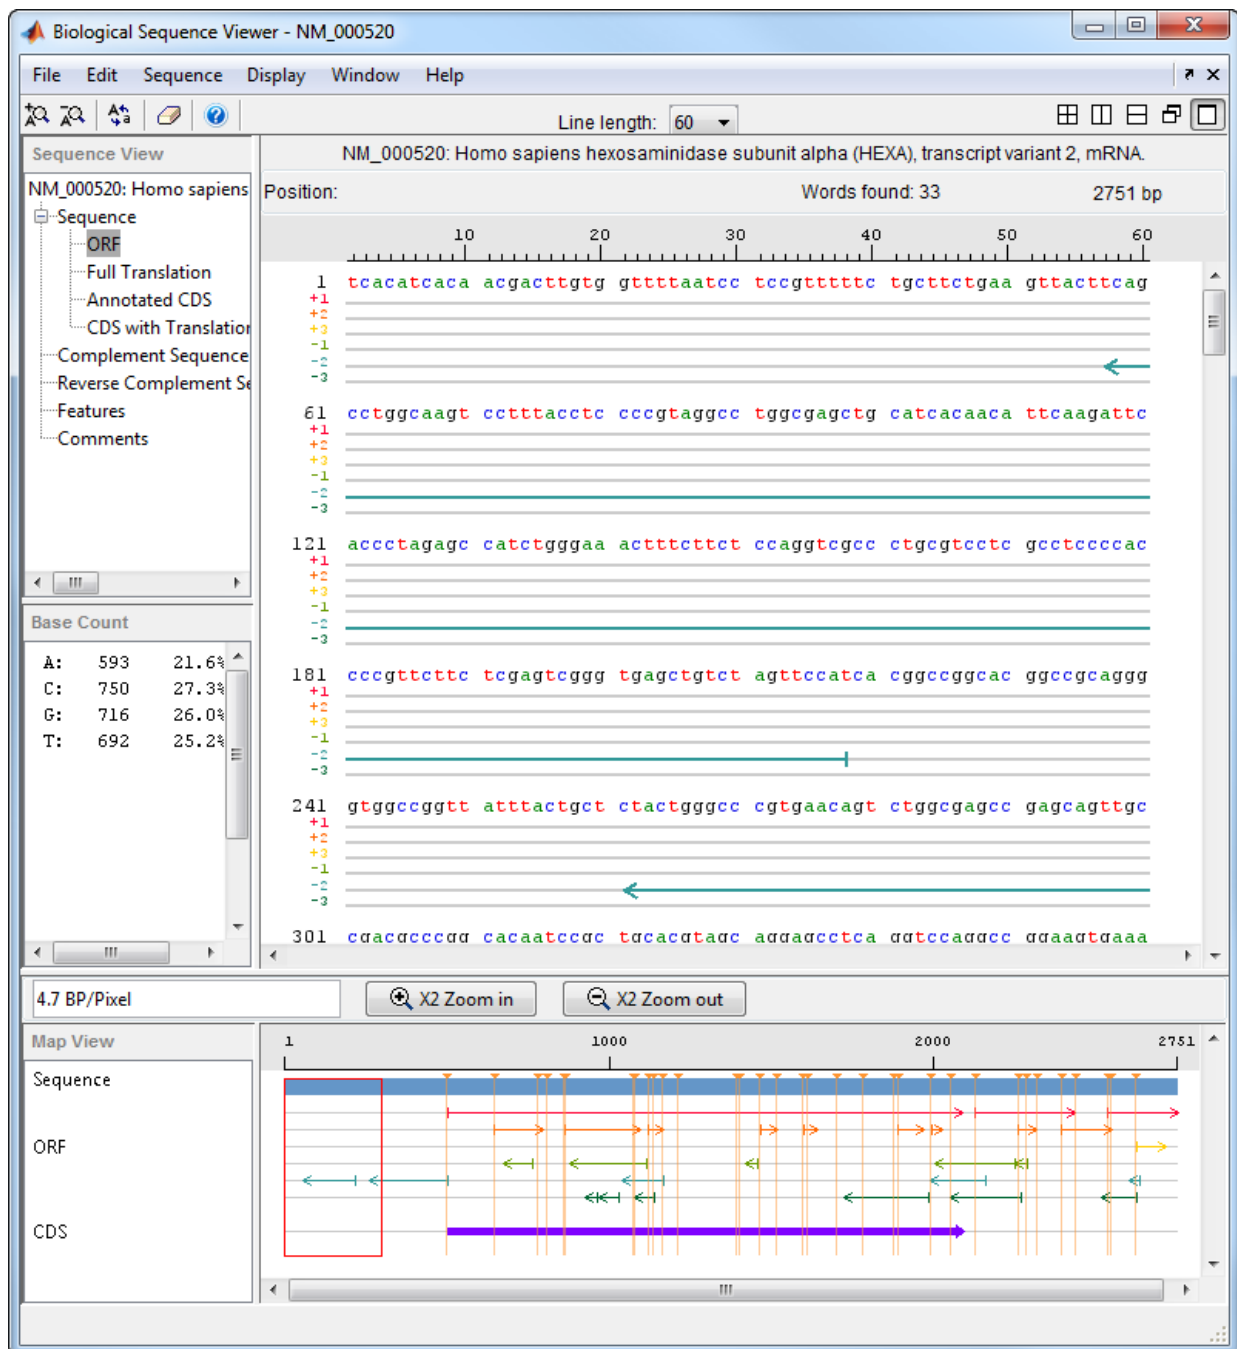 Biological Sequence Viewer - NM_000520
File Edit Sequence Display Window Help
Line length: 60
Sequence View
NM_000520: Homo sapiens
Sequence
ORF
Full Translation
Annotated CDS
CDS with Translation
Complement Sequence
Reverse Complement Se
Features
Comments
NM_000520: Homo sapiens hexosaminidase subunit alpha (HEXA), transcript variant 2, mRNA.
Position: Words found: 33 2751 bp
10 20 30 40 50 60
1 tcacatcaca acgacttgtg gttttaatcc tccgtttttc tgcttctgaa gttacttcag
+1
+2
+3
-1
-2
-3
61 cctggcaagt cctttacctc cccgtaggcc tggcgagctg catcacaaca ttcaagattc
+1
+2
+3
-1
-2
-3
121 accctagagc catctgggaa actttcttct ccaggtcgcc ctgcgtcctc gcctccccac
+1
+2
+3
-1
-2
-3
181 cccgttcttc tcgagtcggg tgagctgtct agttccatca cggccggcac ggccgcaggg
+1
+2
+3
-1
-2
-3
241 gtggccggtt atttactgct ctactgggcc cgtgaacagt ctggcgagcc gagcagttgc
+1
+2
+3
-1
-2
-3
301 cgacgcccgg cacaatccgc tgcacgtagc aggagcctca ggtccaggcc ggaagtgaaa
Base Count
A: 593 21.6%
C: 750 27.3%
G: 716 26.0%
T: 692 25.2%
4.7 BP/Pixel X2 Zoom in X2 Zoom out
Map View
1 1000 2000 2751
Sequence
ORF
CDS